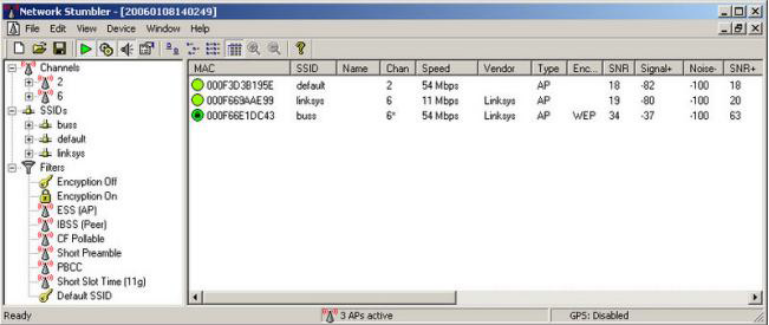 Network Stumbler - [20060108140249]
File Edit View Device Window Help
Channels
2
6
SSIDs
buss
default
linksys
Filters
Encryption Off
Encryption On
ESS (AP)
IBSS (Peer)
CF Pollable
Short Preamble
PBCC
Short Slot Time (11g)
Default SSID
MAC SSID Name Chan Speed Vendor Type Enc... SNR Signal+ Noise- SNR+
000F3D3B195E default 2 54 Mbps AP 18 -82 -100 18
000F669AAE99 linksys 6 11 Mbps Linksys AP 19 -80 -100 20
000F66E1DC43 buss 6* 54 Mbps Linksys AP WEP 34 -37 -100 63
Ready 3 APs active GPS: Disabled